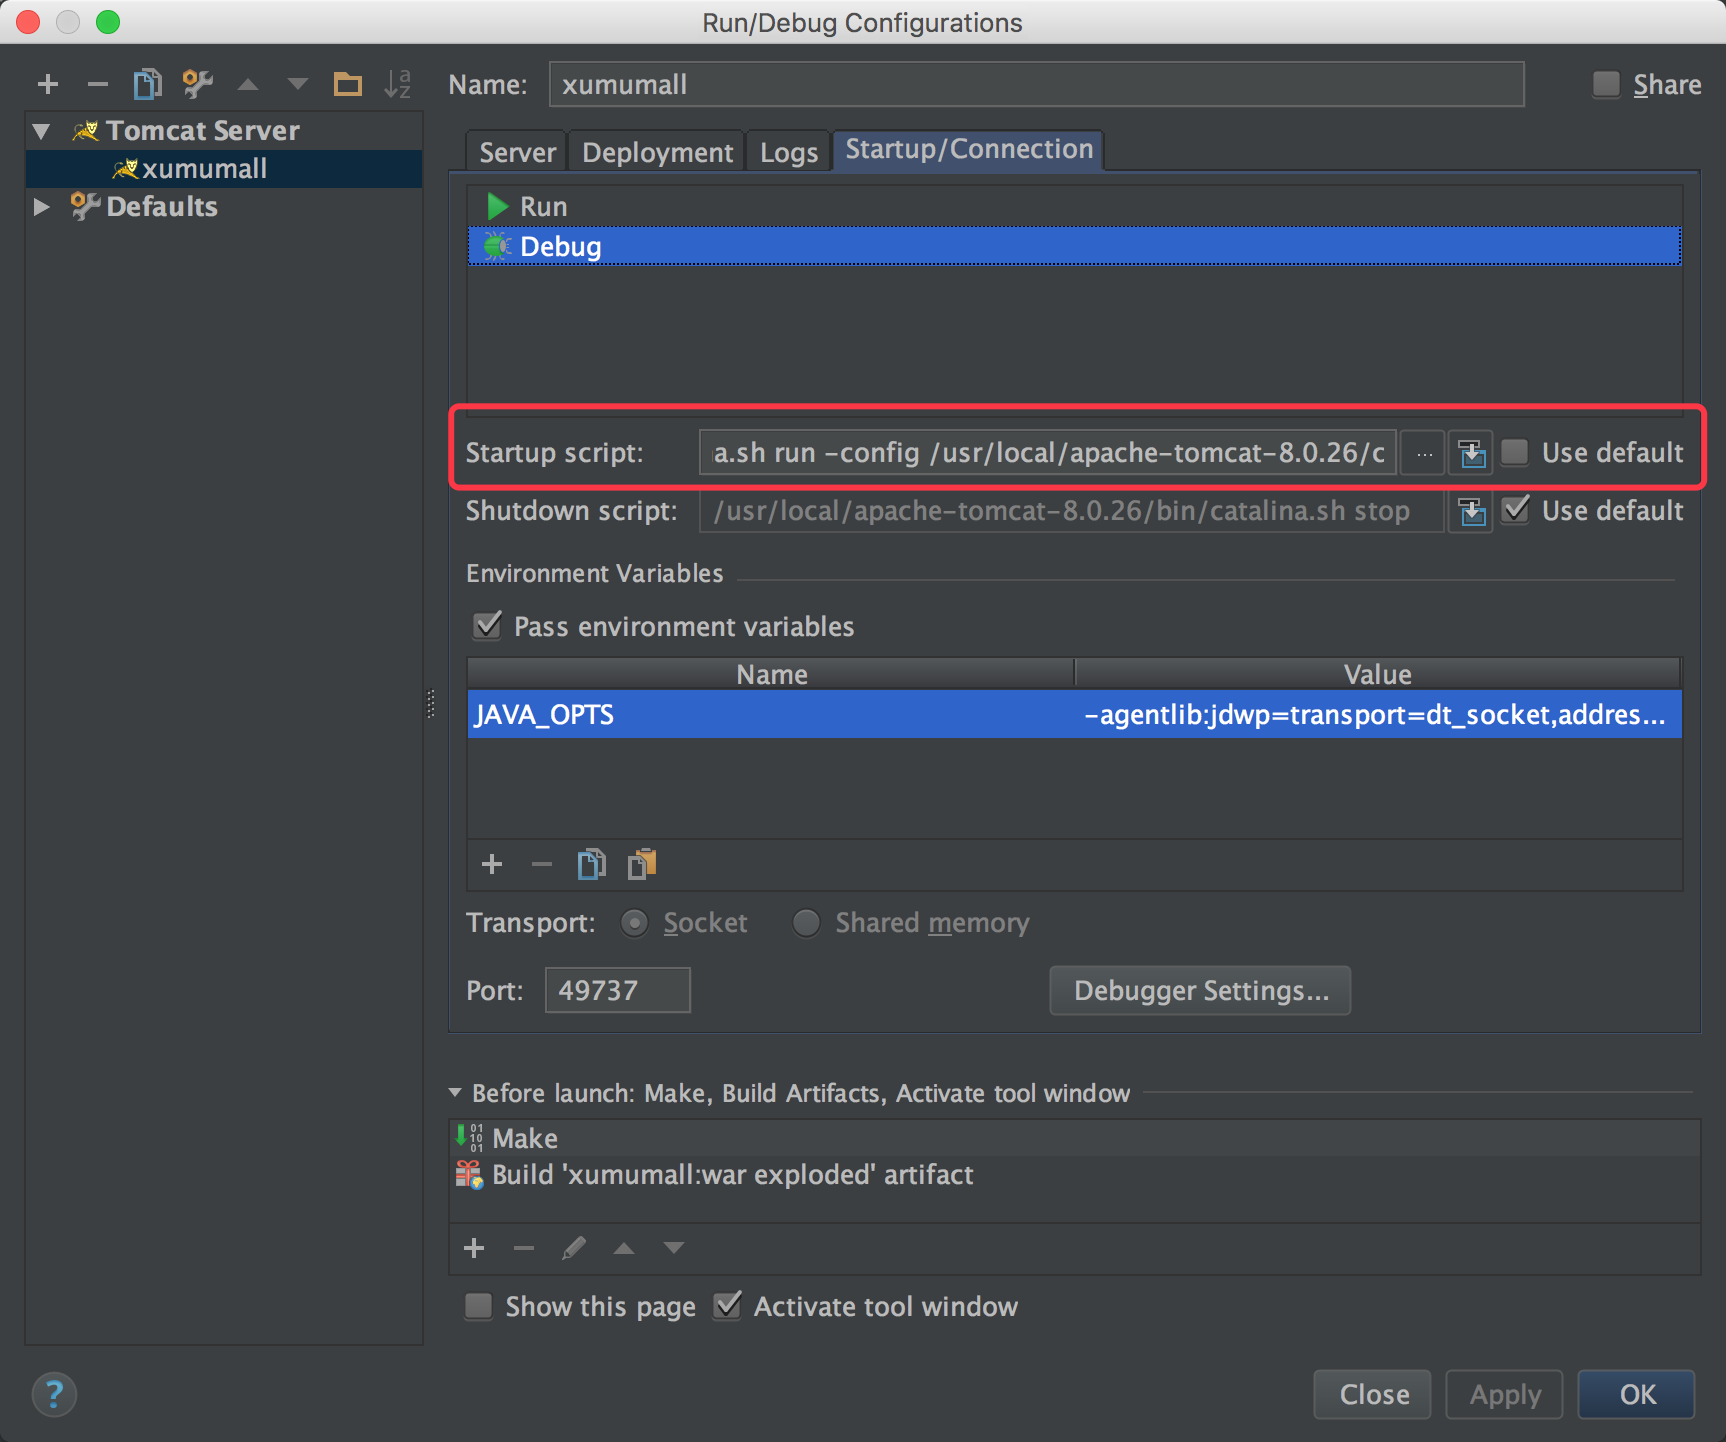 Run/Debug Configurations
Name: xumumall Share
Tomcat Server
xumumall
Defaults
Server Deployment Logs Startup/Connection
Run
Debug
Startup script: a.sh run -config /usr/local/apache-tomcat-8.0.26/c ... Use default
Shutdown script: /usr/local/apache-tomcat-8.0.26/bin/catalina.sh stop Use default
Environment Variables
Pass environment variables
Name Value
JAVA_OPTS -agentlib:jdwp=transport=dt_socket,addres...
Transport: Socket Shared memory
Port: 49737 Debugger Settings...
Before launch: Make, Build Artifacts, Activate tool window
Make
Build 'xumumall:war exploded' artifact
Show this page Activate tool window
? Close Apply OK